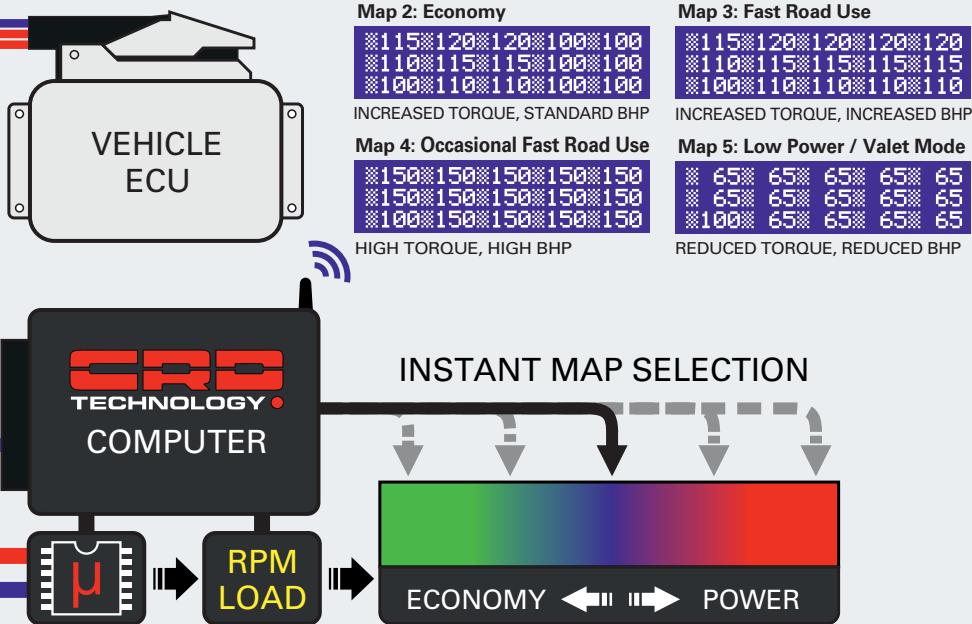 Map 2: Economy
▒115▒120▒120▒100▒100
▒110▒115▒115▒100▒100
▒100▒110▒110▒100▒100
INCREASED TORQUE, STANDARD BHP
Map 3: Fast Road Use
▒115▒120▒120▒120▒120
▒110▒115▒115▒115▒115
▒100▒110▒110▒110▒110
INCREASED TORQUE, INCREASED BHP
Map 4: Occasional Fast Road Use
▒150▒150▒150▒150▒150
▒150▒150▒150▒150▒150
▒100▒150▒150▒150▒150
HIGH TORQUE, HIGH BHP
Map 5: Low Power / Valet Mode
▒ 65▒ 65▒ 65▒ 65▒ 65
▒ 65▒ 65▒ 65▒ 65▒ 65
▒100▒ 65▒ 65▒ 65▒ 65
REDUCED TORQUE, REDUCED BHP
VEHICLE
ECU
CRD
TECHNOLOGY
COMPUTER
INSTANT MAP SELECTION
µ
RPM
LOAD
ECONOMY
POWER